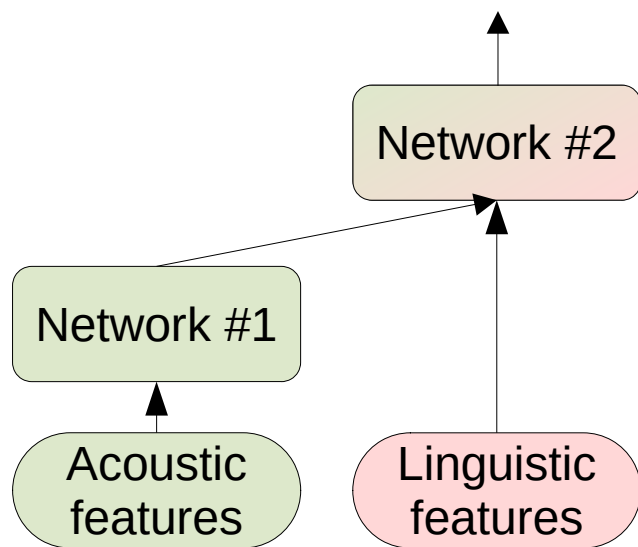 Network #2
Network #1
Acoustic
features
Linguistic
features